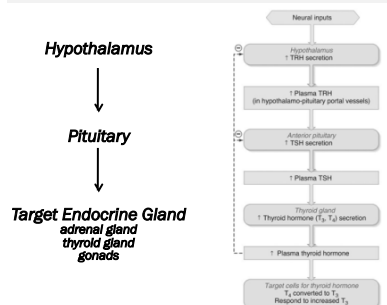 Hypothalamus
Pituitary
Target Endocrine Gland
adrenal gland
thyroid gland
gonads
Neural inputs
Hypothalamus
↑ TRH secretion
↑ Plasma TRH
(in hypothalamo-pituitary portal vessels)
Anterior pituitary
↑ TSH secretion
↑ Plasma TSH
Thyroid gland
↑ Thyroid hormone (T₃, T₄) secretion
↑ Plasma thyroid hormone
Target cells for thyroid hormone
T₄ converted to T₃
Respond to increased T₃